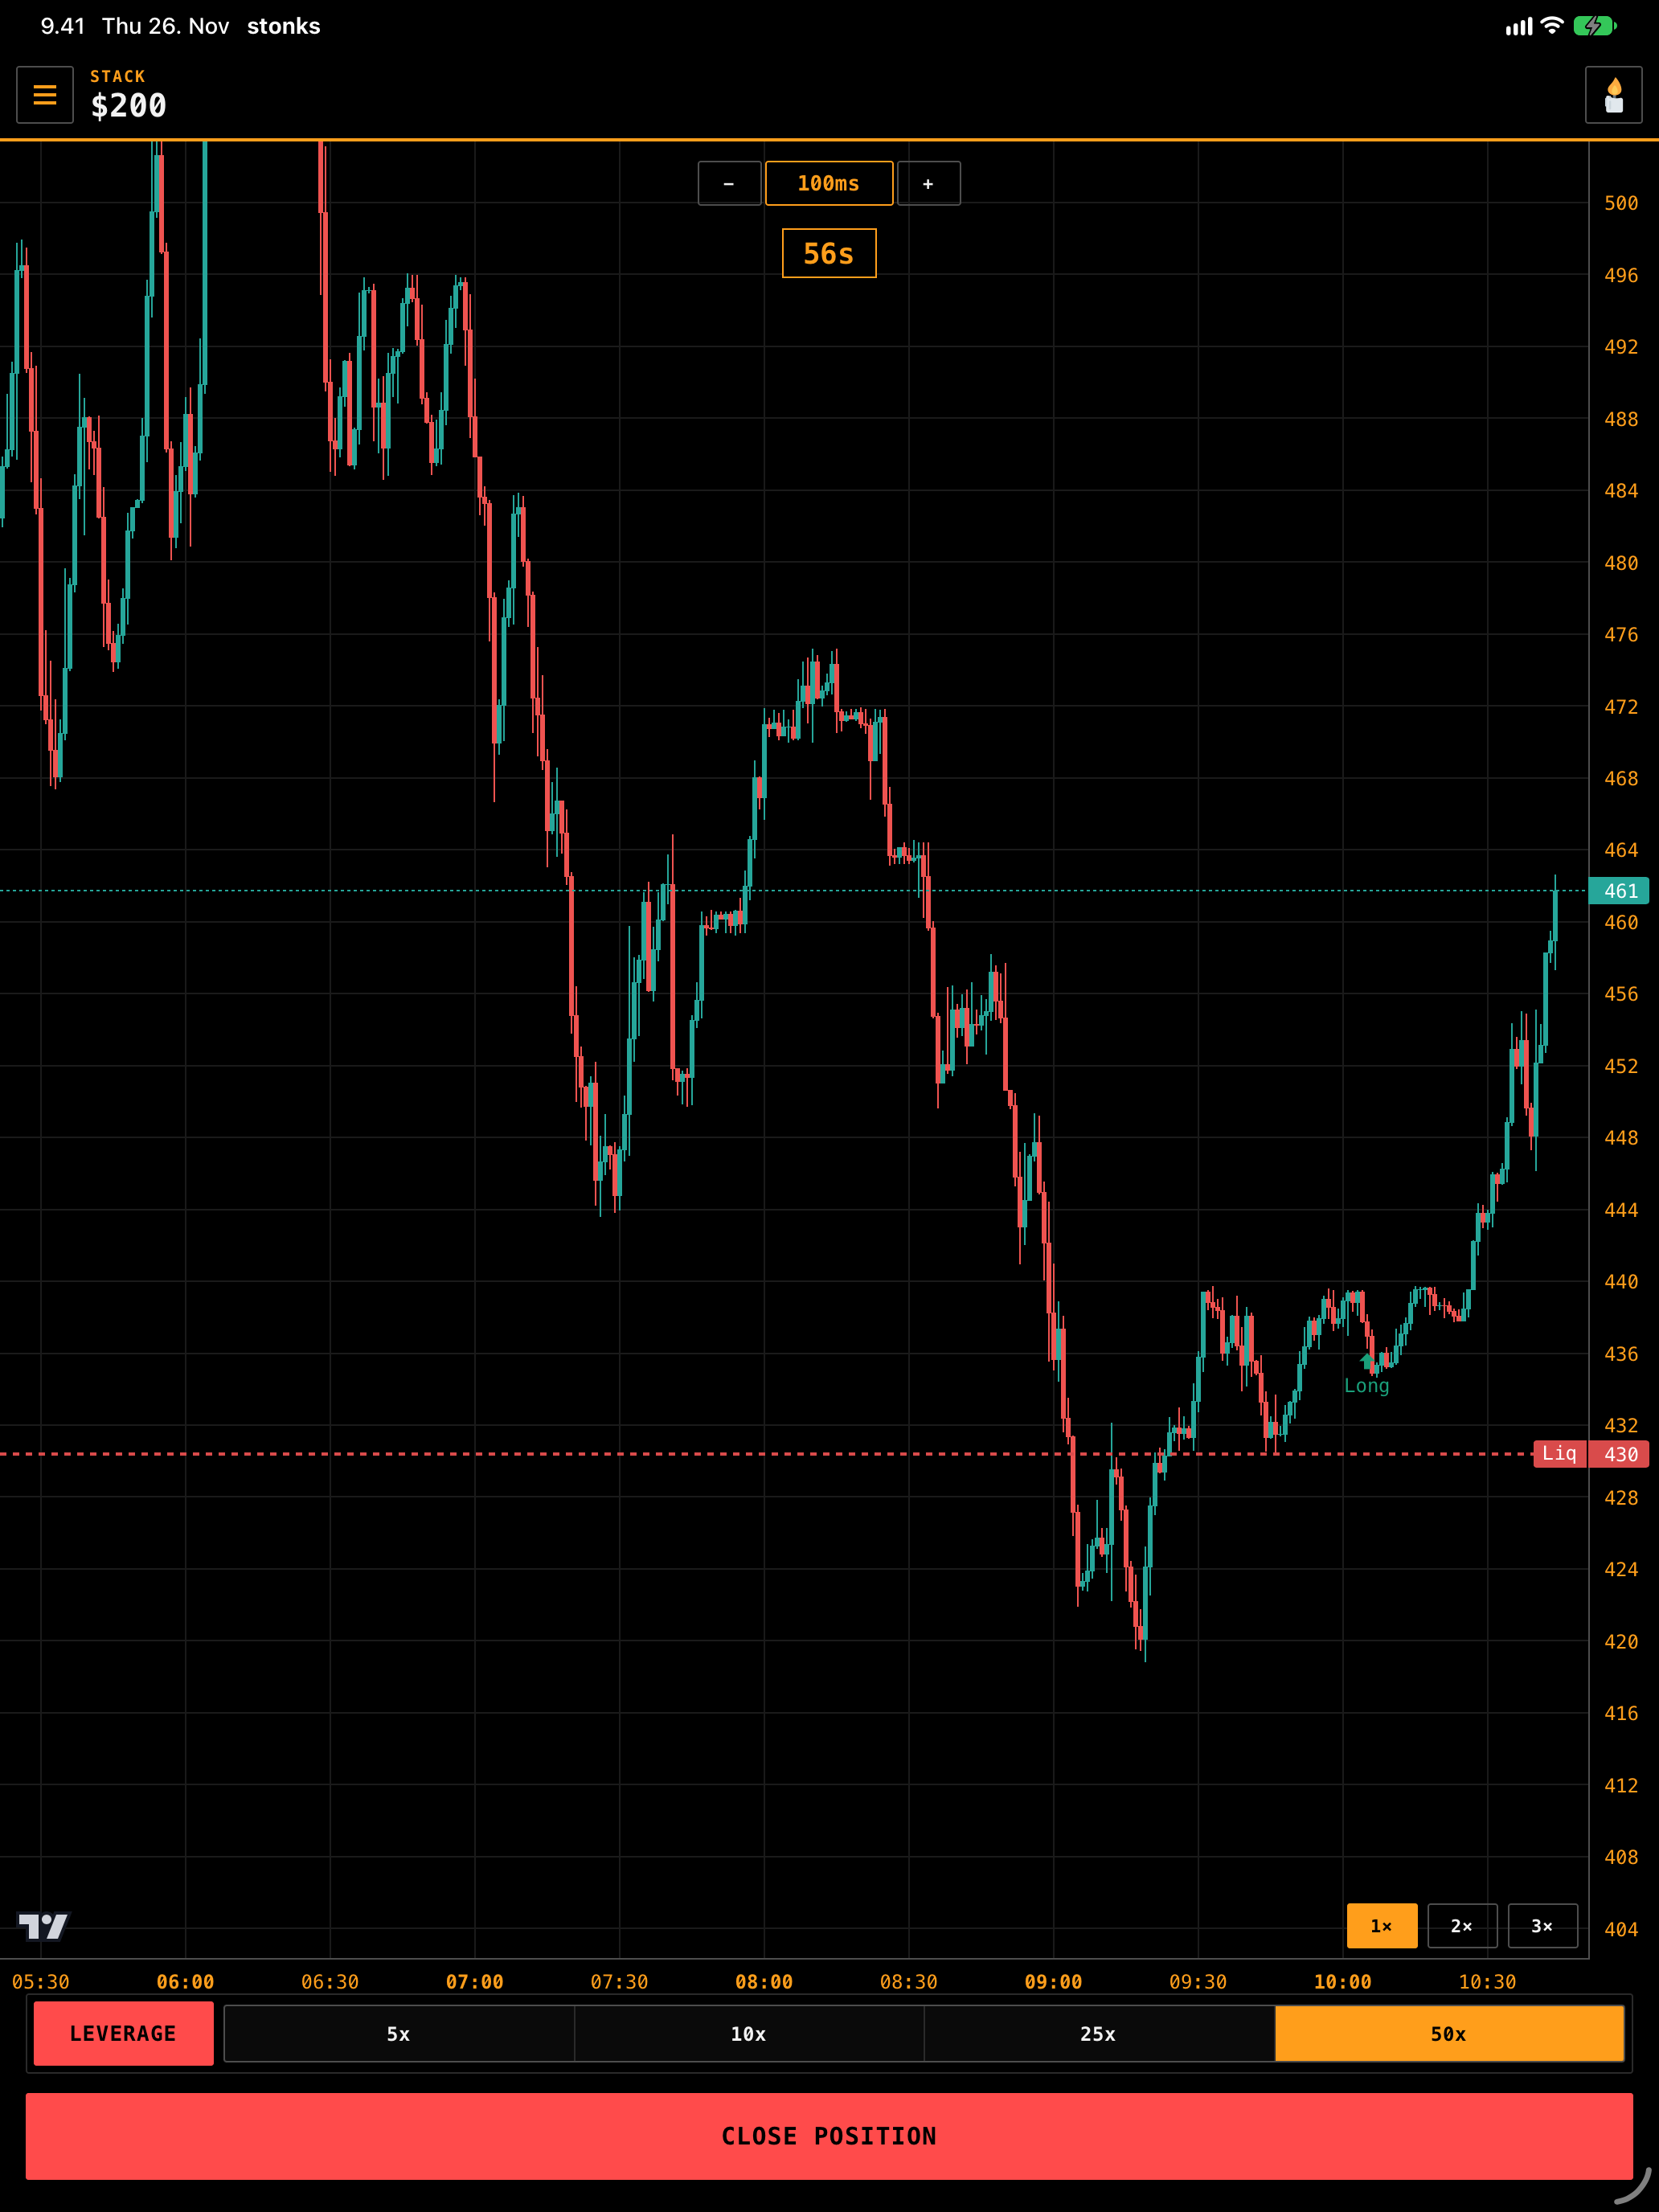 9.41 Thu 26. Nov stonks
STACK
$200
− 100ms +
56s
500
496
492
488
484
480
476
472
468
464
461
460
456
452
448
444
440
436
Long
432
Liq 430
428
424
420
416
412
408
404
1× 2× 3×
05:30 06:00 06:30 07:00 07:30 08:00 08:30 09:00 09:30 10:00 10:30
LEVERAGE 5x 10x 25x 50x
CLOSE POSITION